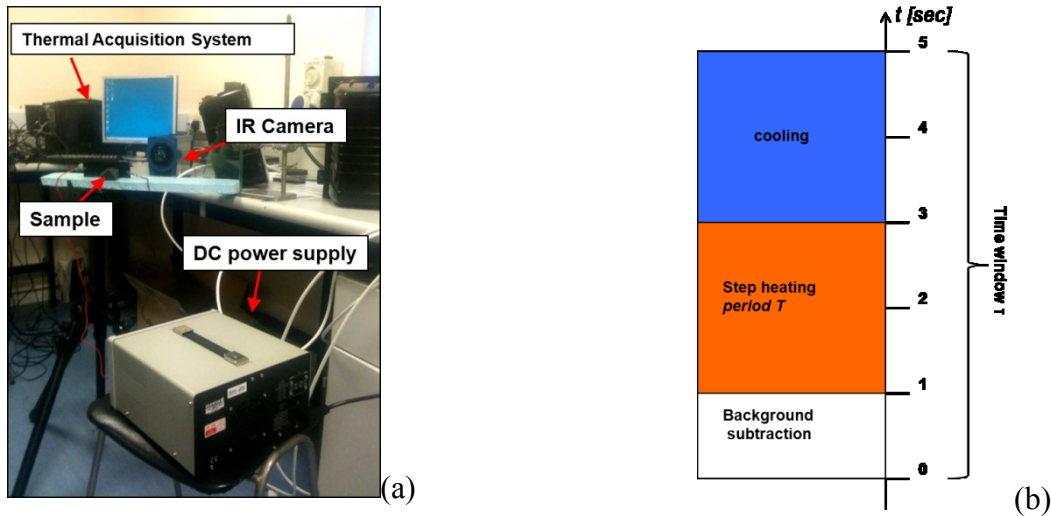 Thermal Acquisition System
IR Camera
Sample
DC power supply
(a)
t [sec]
5
4
3
2
1
0
cooling
Step heating
period T
Background
subtraction
Time window τ
(b)